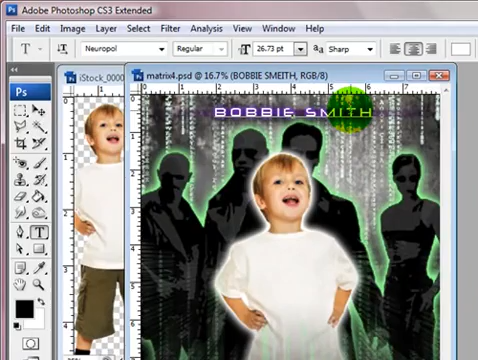 Adobe Photoshop CS3 Extended
File Edit Image Layer Select Filter Analysis View Window Help
T Neuropol Regular 26.73 pt aa Sharp
iStock_0000 matrix4.psd @ 16.7% (BOBBIE SMEITH, RGB/8)
Ps
BOBBIE SMITH